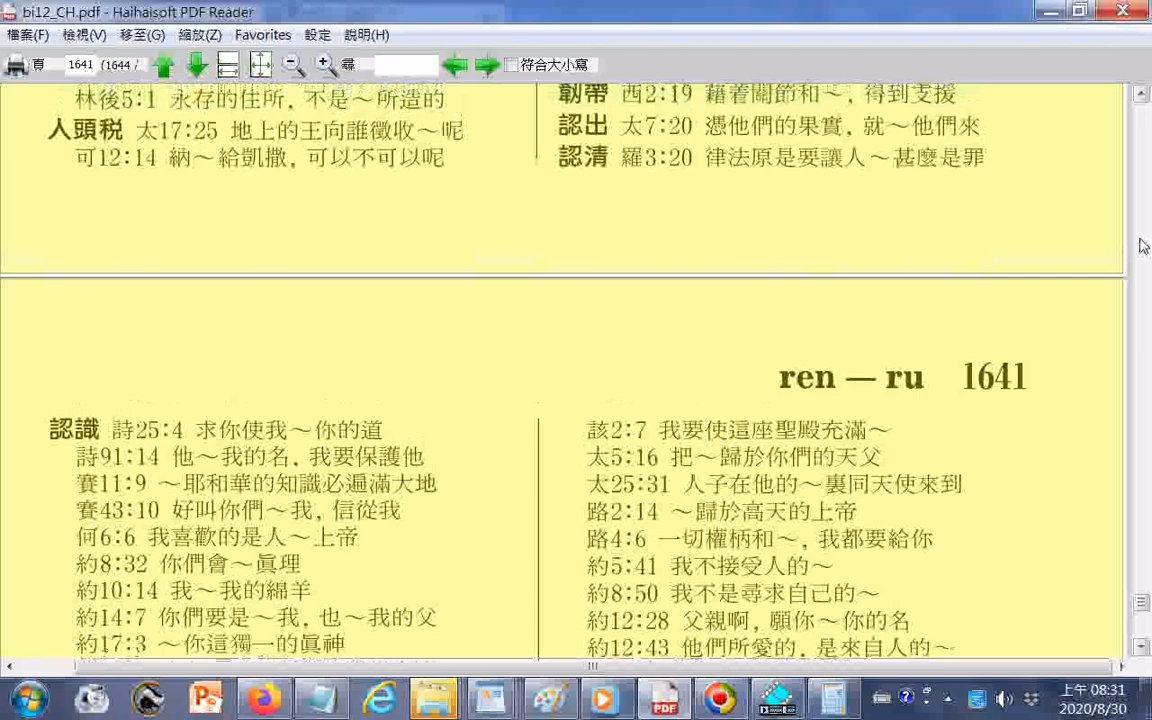 bi12_CH.pdf - Haihaisoft PDF Reader
檔案(F) 檢視(V) 移至(G) 縮放(Z) Favorites 設定 說明(H)
頁 1641 (1644 / 尋 符合大小寫
林後5:1 永存的住所, 不是～所造的
人頭稅 太17:25 地上的王向誰徵收～呢
可12:14 納～給凱撒, 可以不可以呢
韌帶 西2:19 藉着關節和～, 得到支援
認出 太7:20 憑他們的果實, 就～他們來
認清 羅3:20 律法原是要讓人～甚麼是罪
ren — ru 1641
認識 詩25:4 求你使我～你的道
詩91:14 他～我的名, 我要保護他
賽11:9 ～耶和華的知識必遍滿大地
賽43:10 好叫你們～我, 信從我
何6:6 我喜歡的是人～上帝
約8:32 你們會～眞理
約10:14 我～我的綿羊
約14:7 你們要是～我, 也～我的父
約17:3 ～你這獨一的眞神
該2:7 我要使這座聖殿充滿～
太5:16 把～歸於你們的天父
太25:31 人子在他的～裏同天使來到
路2:14 ～歸於高天的上帝
路4:6 一切權柄和～, 我都要給你
約5:41 我不接受人的～
約8:50 我不是尋求自己的～
約12:28 父親啊, 願你～你的名
約12:43 他們所愛的, 是來自人的～
PDF
上午 08:31
2020/8/30